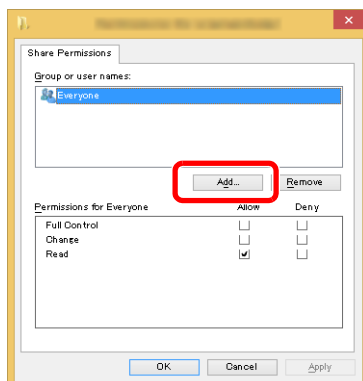 Share Permissions
Group or user names:
Everyone
Add... Remove
Permissions for Everyone Allow Deny
Full Control
Change
Read
OK Cancel Apply